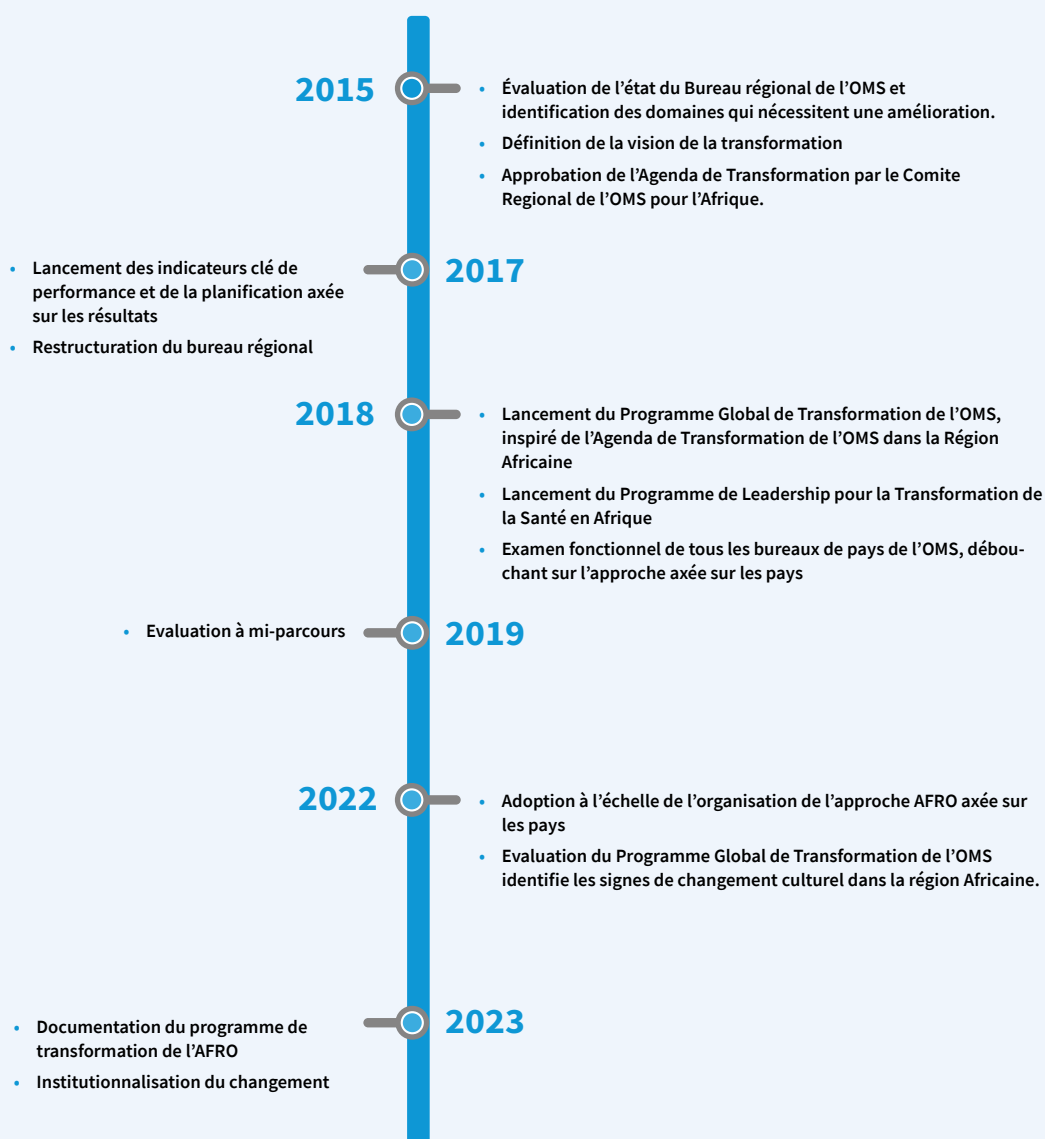 2015
• Évaluation de l’état du Bureau régional de l’OMS et
identification des domaines qui nécessitent une amélioration.
• Définition de la vision de la transformation
• Approbation de l’Agenda de Transformation par le Comite
Regional de l’OMS pour l’Afrique.
2017
• Lancement des indicateurs clé de
performance et de la planification axée
sur les résultats
• Restructuration du bureau régional
2018
• Lancement du Programme Global de Transformation de l’OMS,
inspiré de l’Agenda de Transformation de l’OMS dans la Région
Africaine
• Lancement du Programme de Leadership pour la Transformation de
la Santé en Afrique
• Examen fonctionnel de tous les bureaux de pays de l’OMS, débou-
chant sur l’approche axée sur les pays
2019
• Evaluation à mi-parcours
2022
• Adoption à l’échelle de l’organisation de l’approche AFRO axée sur
les pays
• Evaluation du Programme Global de Transformation de l’OMS
identifie les signes de changement culturel dans la région Africaine.
2023
• Documentation du programme de
transformation de l’AFRO
• Institutionnalisation du changement